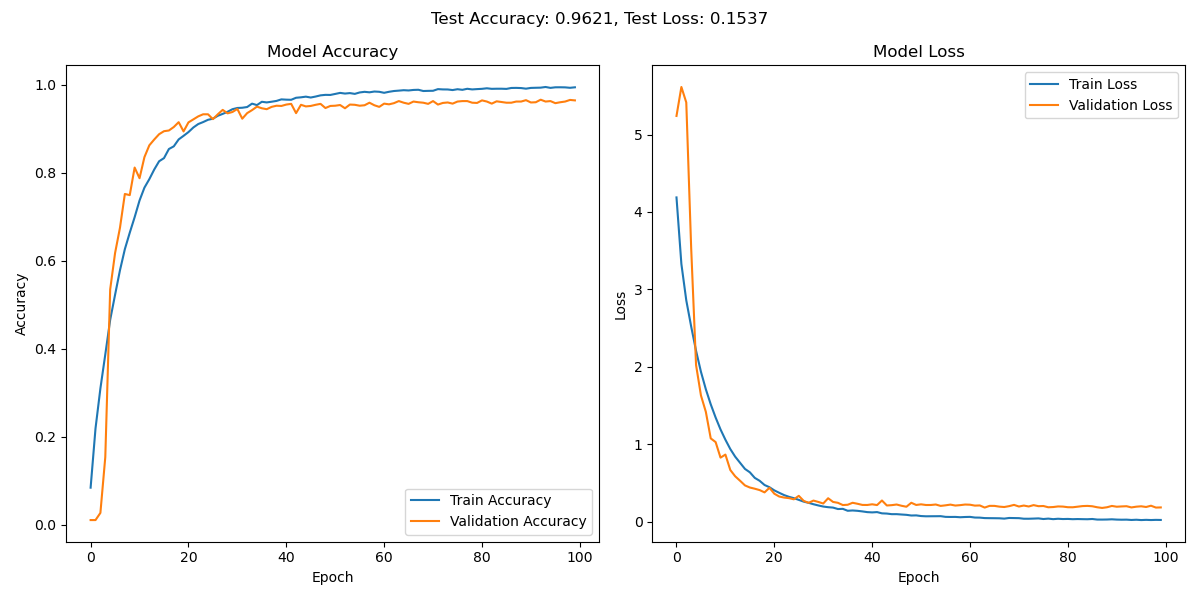 Test Accuracy: 0.9621, Test Loss: 0.1537
Model Accuracy
1.0
0.8
0.6
0.4
0.2
0.0
Accuracy
Train Accuracy
Validation Accuracy
0 20 40 60 80 100
Epoch
Model Loss
Train Loss
Validation Loss
5
4
3
2
1
0
Loss
0 20 40 60 80 100
Epoch